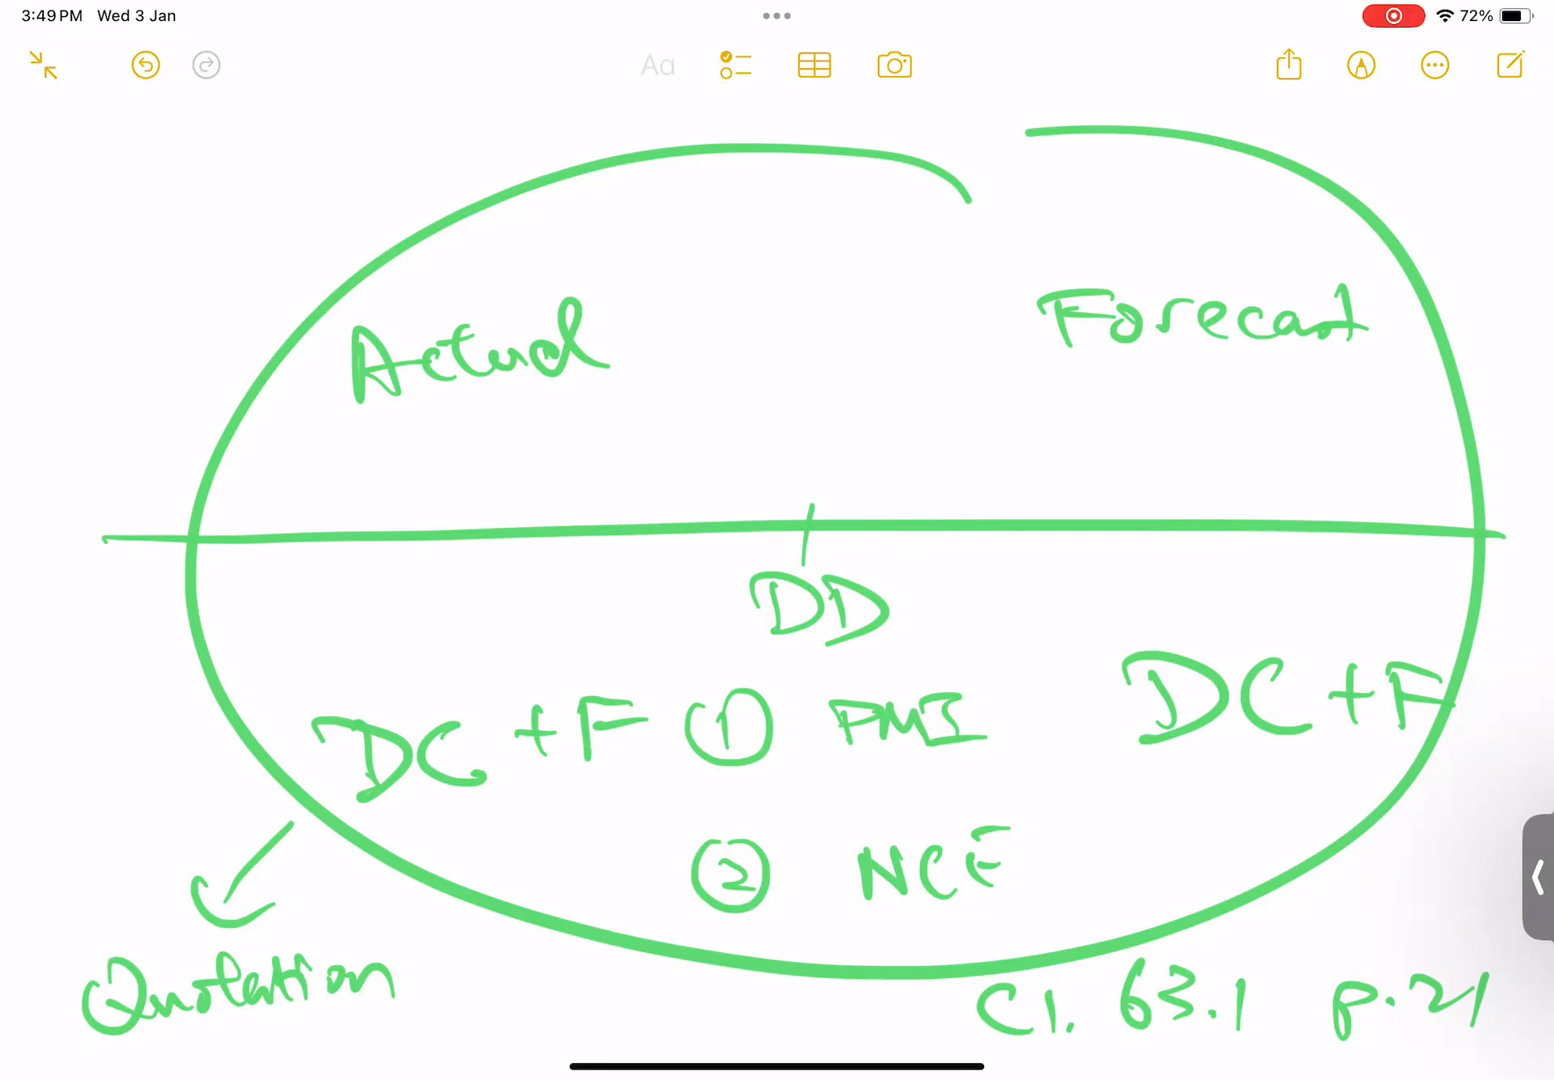 3:49 PM Wed 3 Jan 72%
Aa
Actual
Forecast
DD
DC + F ① PMI DC + F
② NCE
Quotation
Cl. 63.1 p. 21